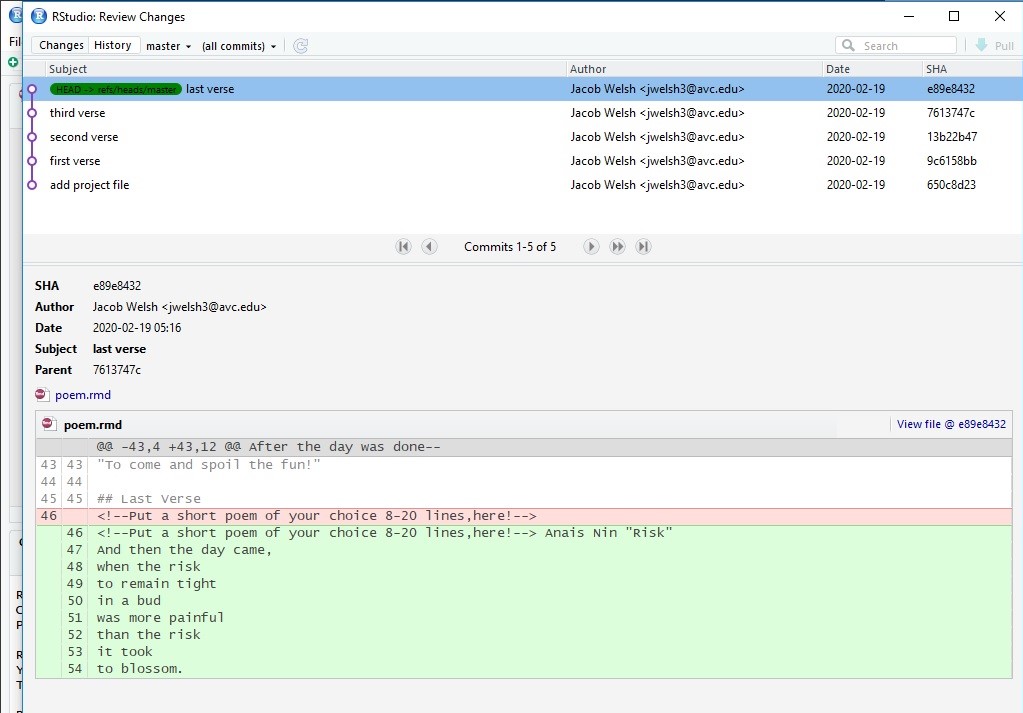 RStudio: Review Changes
Changes History master (all commits) Search Pull
Subject Author Date SHA
HEAD -> refs/heads/master last verse Jacob Welsh <jwelsh3@avc.edu> 2020-02-19 e89e8432
third verse Jacob Welsh <jwelsh3@avc.edu> 2020-02-19 7613747c
second verse Jacob Welsh <jwelsh3@avc.edu> 2020-02-19 13b22b47
first verse Jacob Welsh <jwelsh3@avc.edu> 2020-02-19 9c6158bb
add project file Jacob Welsh <jwelsh3@avc.edu> 2020-02-19 650c8d23
Commits 1-5 of 5
SHA e89e8432
Author Jacob Welsh <jwelsh3@avc.edu>
Date 2020-02-19 05:16
Subject last verse
Parent 7613747c
poem.rmd
poem.rmd View file @ e89e8432
@@ -43,4 +43,12 @@ After the day was done--
43 43 "To come and spoil the fun!"
44 44
45 45 ## Last Verse
46 <!--Put a short poem of your choice 8-20 lines,here!-->
46 <!--Put a short poem of your choice 8-20 lines,here!--> Anais Nin "Risk"
47 And then the day came,
48 when the risk
49 to remain tight
50 in a bud
51 was more painful
52 than the risk
53 it took
54 to blossom.